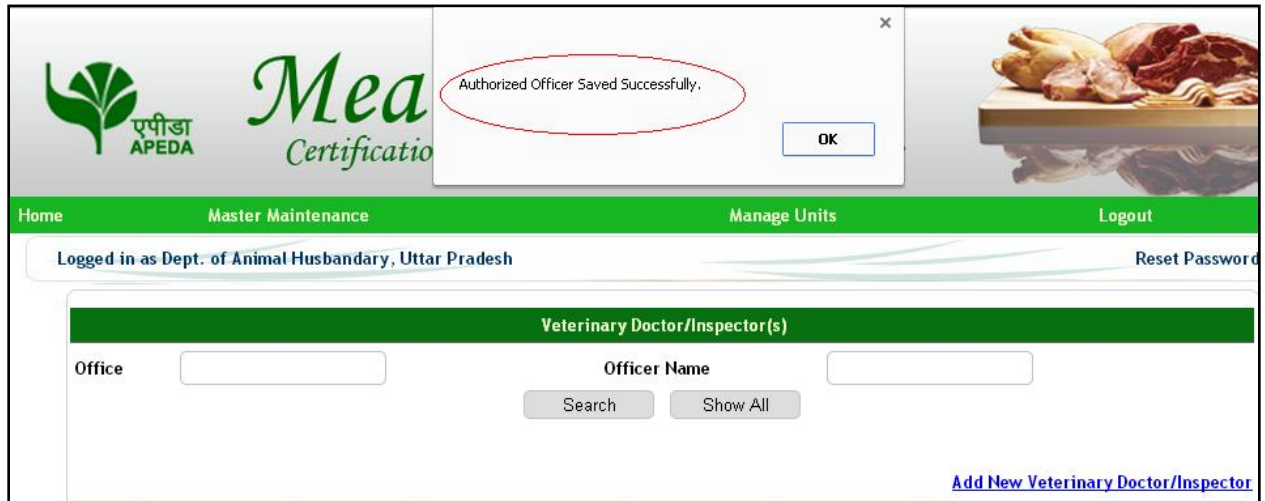 Authorized Officer Saved Successfully.
OK
एपीडा
APEDA
Mea
Certificatio
Home Master Maintenance Manage Units Logout
Logged in as Dept. of Animal Husbandary, Uttar Pradesh Reset Password
Veterinary Doctor/Inspector(s)
Office Officer Name
Search Show All
Add New Veterinary Doctor/Inspector